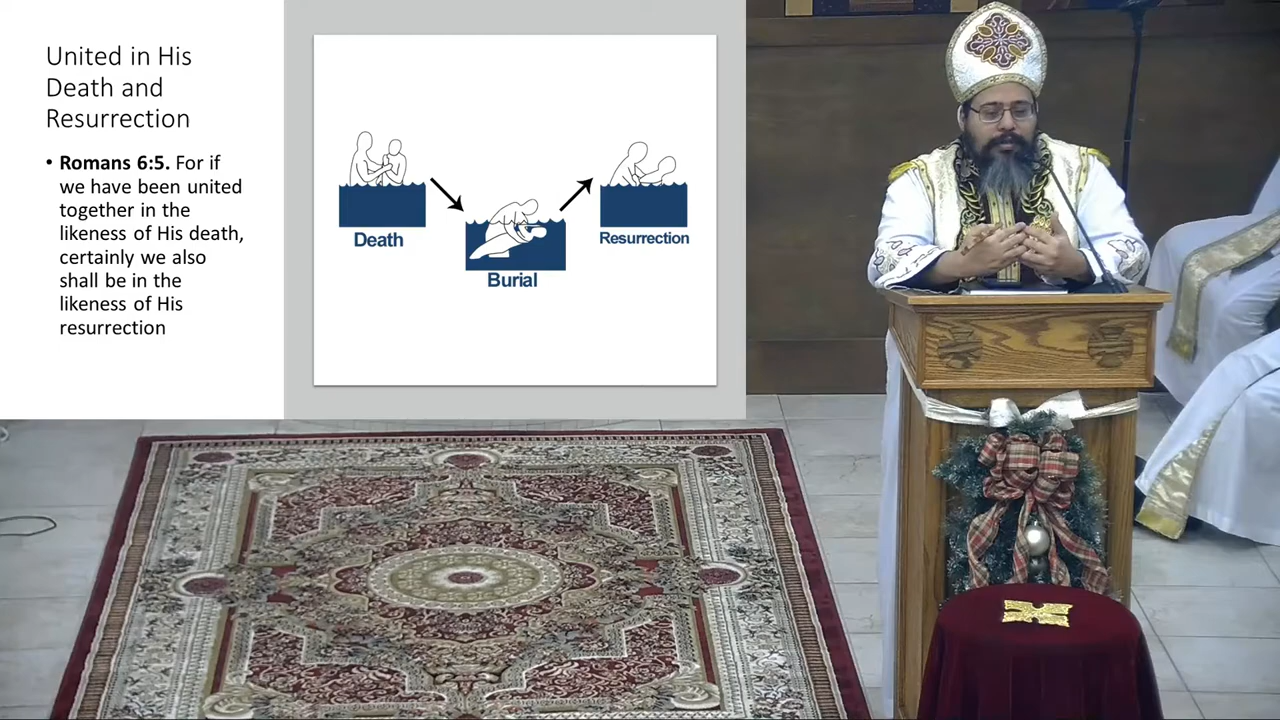 United in His
Death and
Resurrection
• Romans 6:5. For if
we have been united
together in the
likeness of His death,
certainly we also
shall be in the
likeness of His
resurrection
Death
Burial
Resurrection